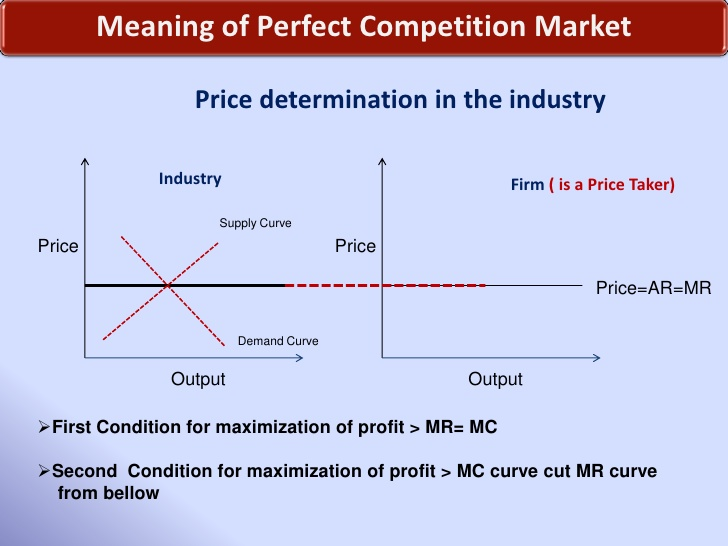 Meaning of Perfect Competition Market
Price determination in the industry
Industry
Firm ( is a Price Taker)
Supply Curve
Price
Price
Price=AR=MR
Demand Curve
Output
Output
➢First Condition for maximization of profit > MR= MC
➢Second  Condition for maximization of profit > MC curve cut MR curve
from bellow